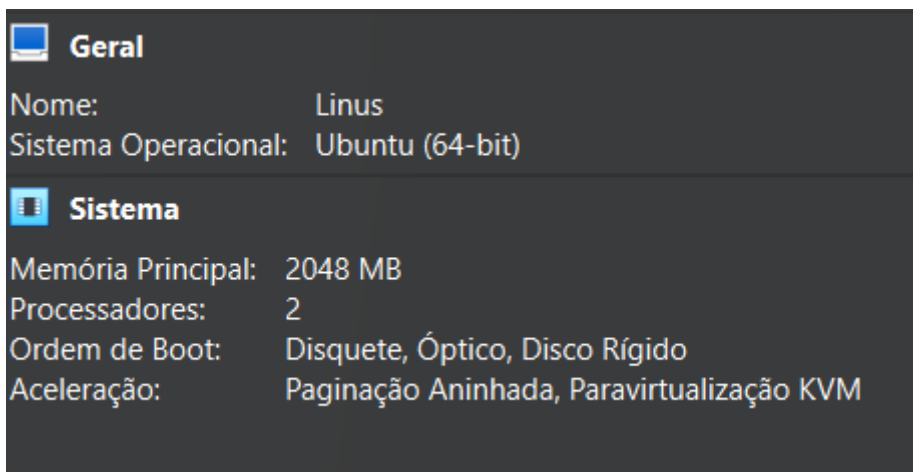 Geral
Nome: Linus
Sistema Operacional: Ubuntu (64-bit)
Sistema
Memória Principal: 2048 MB
Processadores: 2
Ordem de Boot: Disquete, Óptico, Disco Rígido
Aceleração: Paginação Aninhada, Paravirtualização KVM